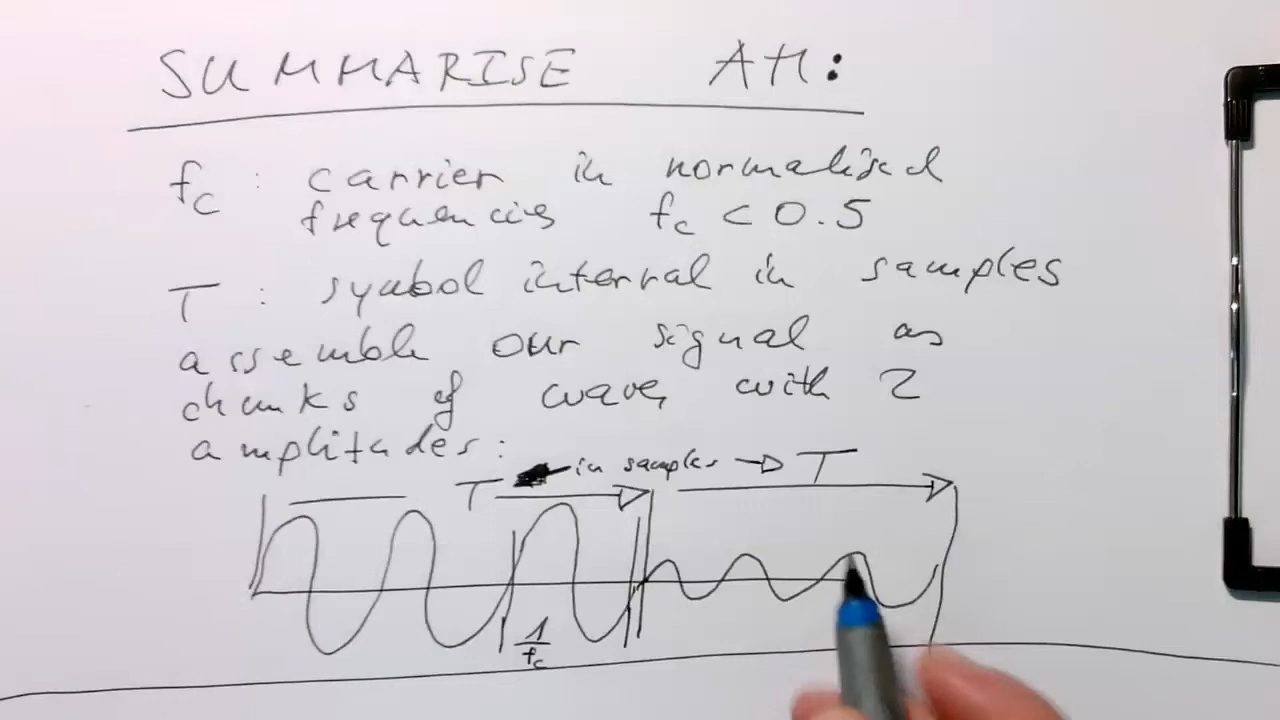 SUMMARISE AM:
fc : carrier in normalised
frequencies fc < 0.5
T : symbol interval in samples
assemble our signal as
chunks of wave, with 2
amplitudes:
T in samples T
1/fc